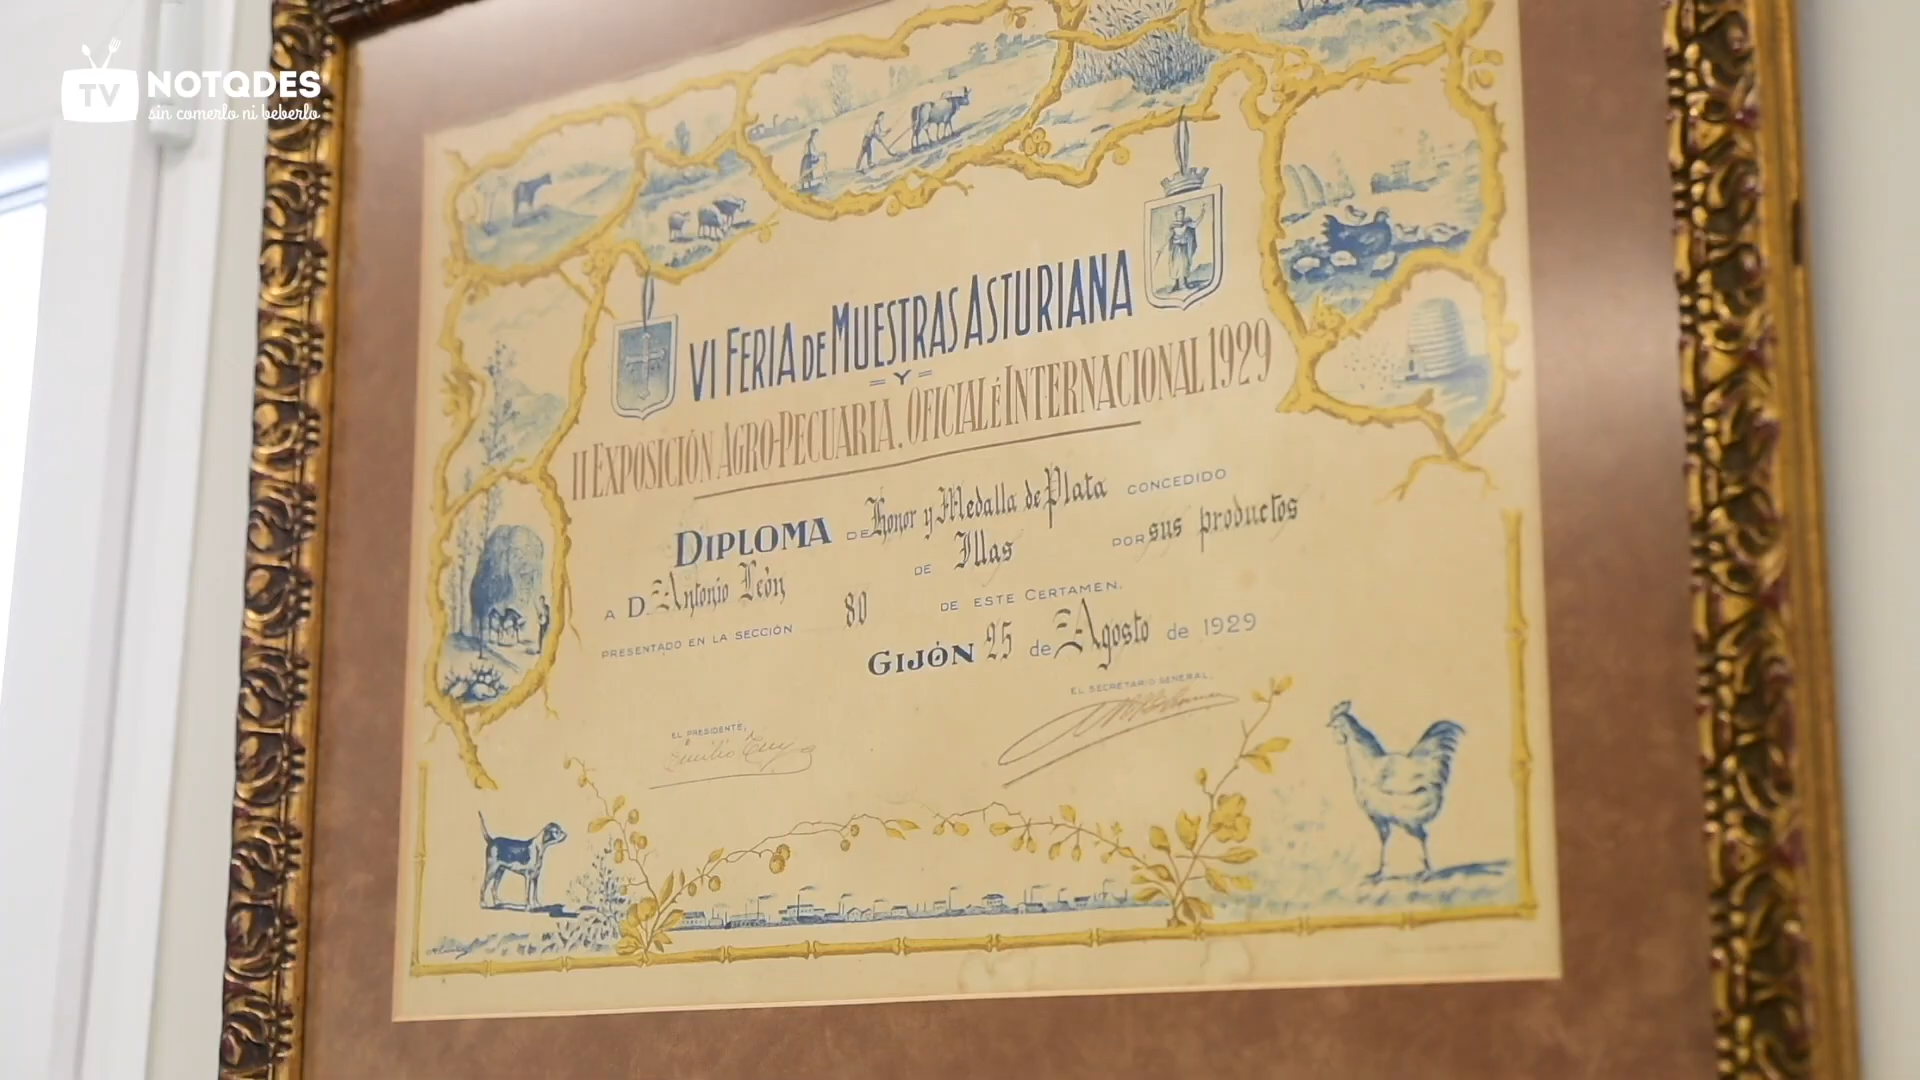 TV NOTQDES
sin comerlo ni beberlo
VI FERIA DE MUESTRAS ASTURIANA
= Y =
II EXPOSICIÓN AGRO-PECUARIA, OFICIAL É INTERNACIONAL 1929
DIPLOMA DE Honor y Medalla de Plata CONCEDIDO
A D. Antonio León DE Illas POR sus productos
PRESENTADO EN LA SECCIÓN 80 DE ESTE CERTAMEN.
GIJÓN 25 de Agosto de 1929
EL SECRETARIO GENERAL,
EL PRESIDENTE,
Emilio